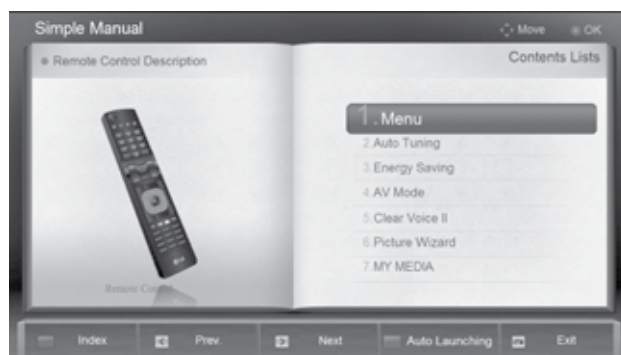 Simple Manual
Move
OK
Remote Control Description
Contents Lists
1. Menu
2.Auto Tuning
3.Energy Saving
4.AV Mode
5.Clear Voice II
6.Picture Wizard
7.MY MEDIA
Remote Control
Index
Prev.
Next
Auto Launching
Exit